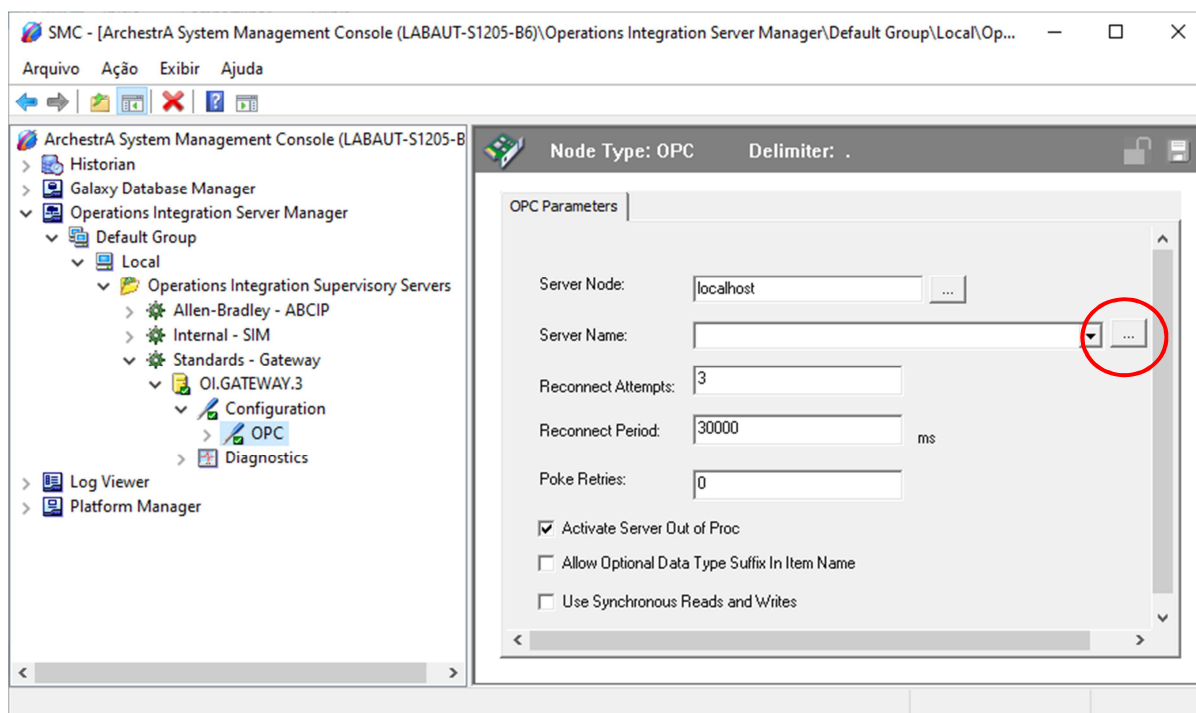 SMC - [ArchestrA System Management Console (LABAUT-S1205-B6)\Operations Integration Server Manager\Default Group\Local\Op...
Arquivo Ação Exibir Ajuda
ArchestrA System Management Console (LABAUT-S1205-B
Historian
Galaxy Database Manager
Operations Integration Server Manager
Default Group
Local
Operations Integration Supervisory Servers
Allen-Bradley - ABCIP
Internal - SIM
Standards - Gateway
OI.GATEWAY.3
Configuration
OPC
Diagnostics
Log Viewer
Platform Manager
Node Type: OPC Delimiter: .
OPC Parameters
Server Node: localhost ...
Server Name: ...
Reconnect Attempts: 3
Reconnect Period: 30000 ms
Poke Retries: 0
Activate Server Out of Proc
Allow Optional Data Type Suffix In Item Name
Use Synchronous Reads and Writes